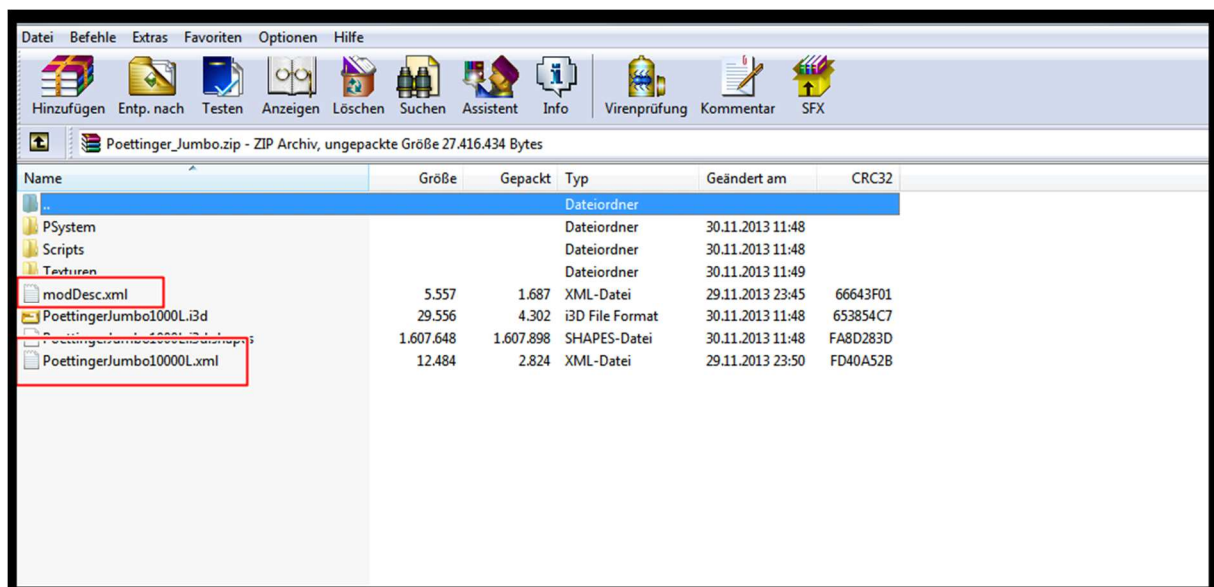 Datei Befehle Extras Favoriten Optionen Hilfe
Hinzufügen Entp. nach Testen Anzeigen Löschen Suchen Assistent Info Virenprüfung Kommentar SFX
Poettinger_Jumbo.zip - ZIP Archiv, ungepackte Größe 27.416.434 Bytes
Name Größe Gepackt Typ Geändert am CRC32
.. Dateiordner
PSystem Dateiordner 30.11.2013 11:48
Scripts Dateiordner 30.11.2013 11:48
Texturen Dateiordner 30.11.2013 11:49
modDesc.xml 5.557 1.687 XML-Datei 29.11.2013 23:45 66643F01
PoettingerJumbo1000L.i3d 29.556 4.302 i3D File Format 30.11.2013 11:48 653854C7
1.607.648 1.607.898 SHAPES-Datei 30.11.2013 11:48 FA8D283D
PoettingerJumbo10000L.xml 12.484 2.824 XML-Datei 29.11.2013 23:50 FD40A52B